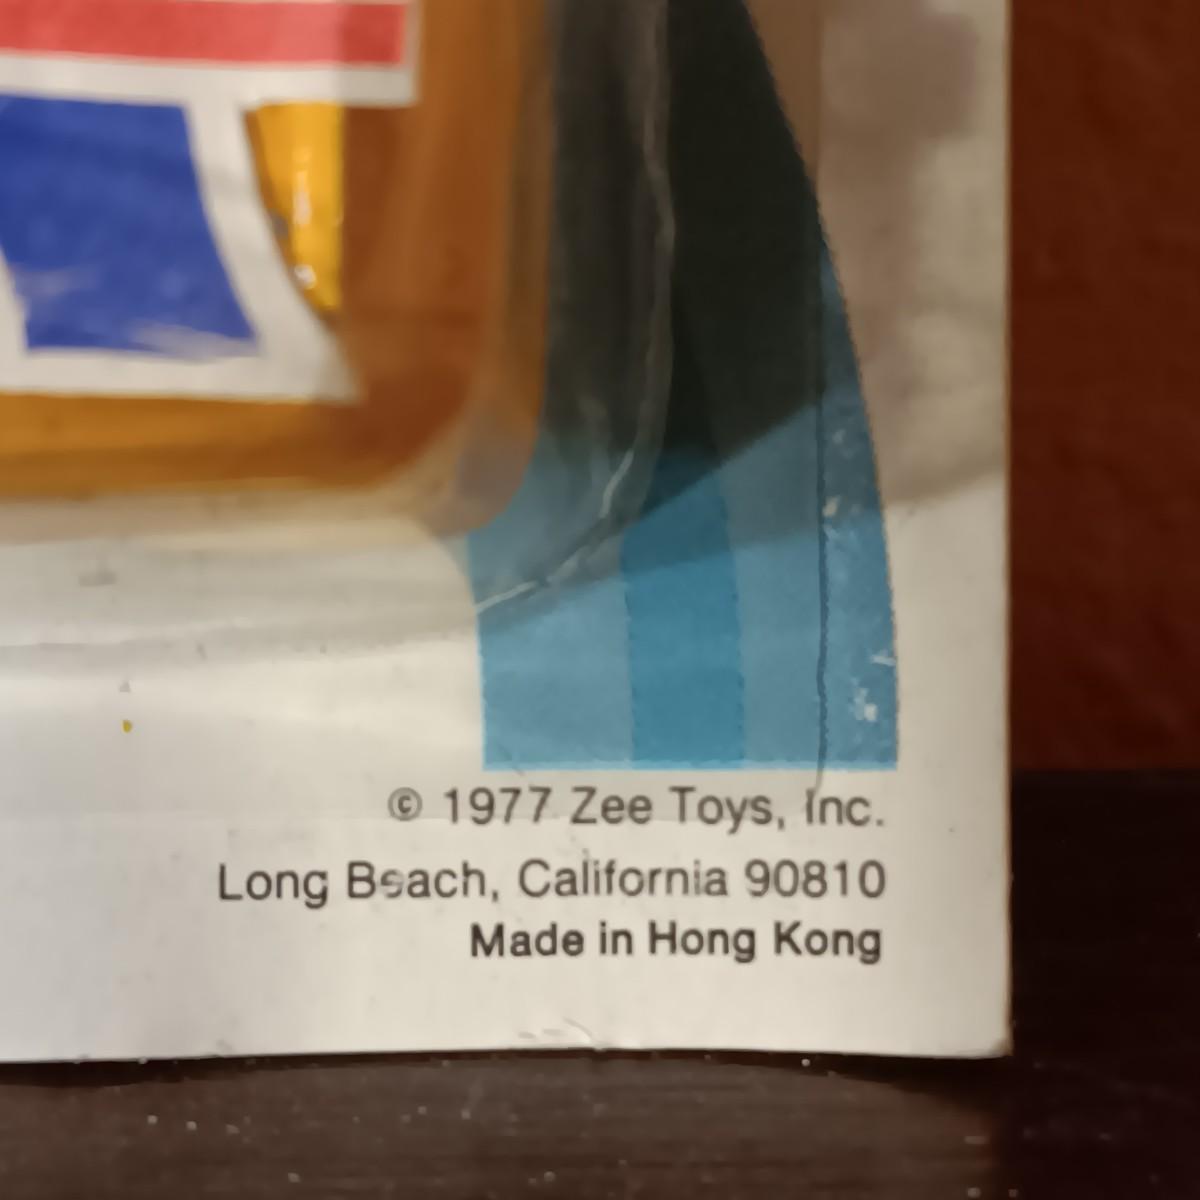 © 1977 Zee Toys, Inc.
Long Beach, California 90810
Made in Hong Kong